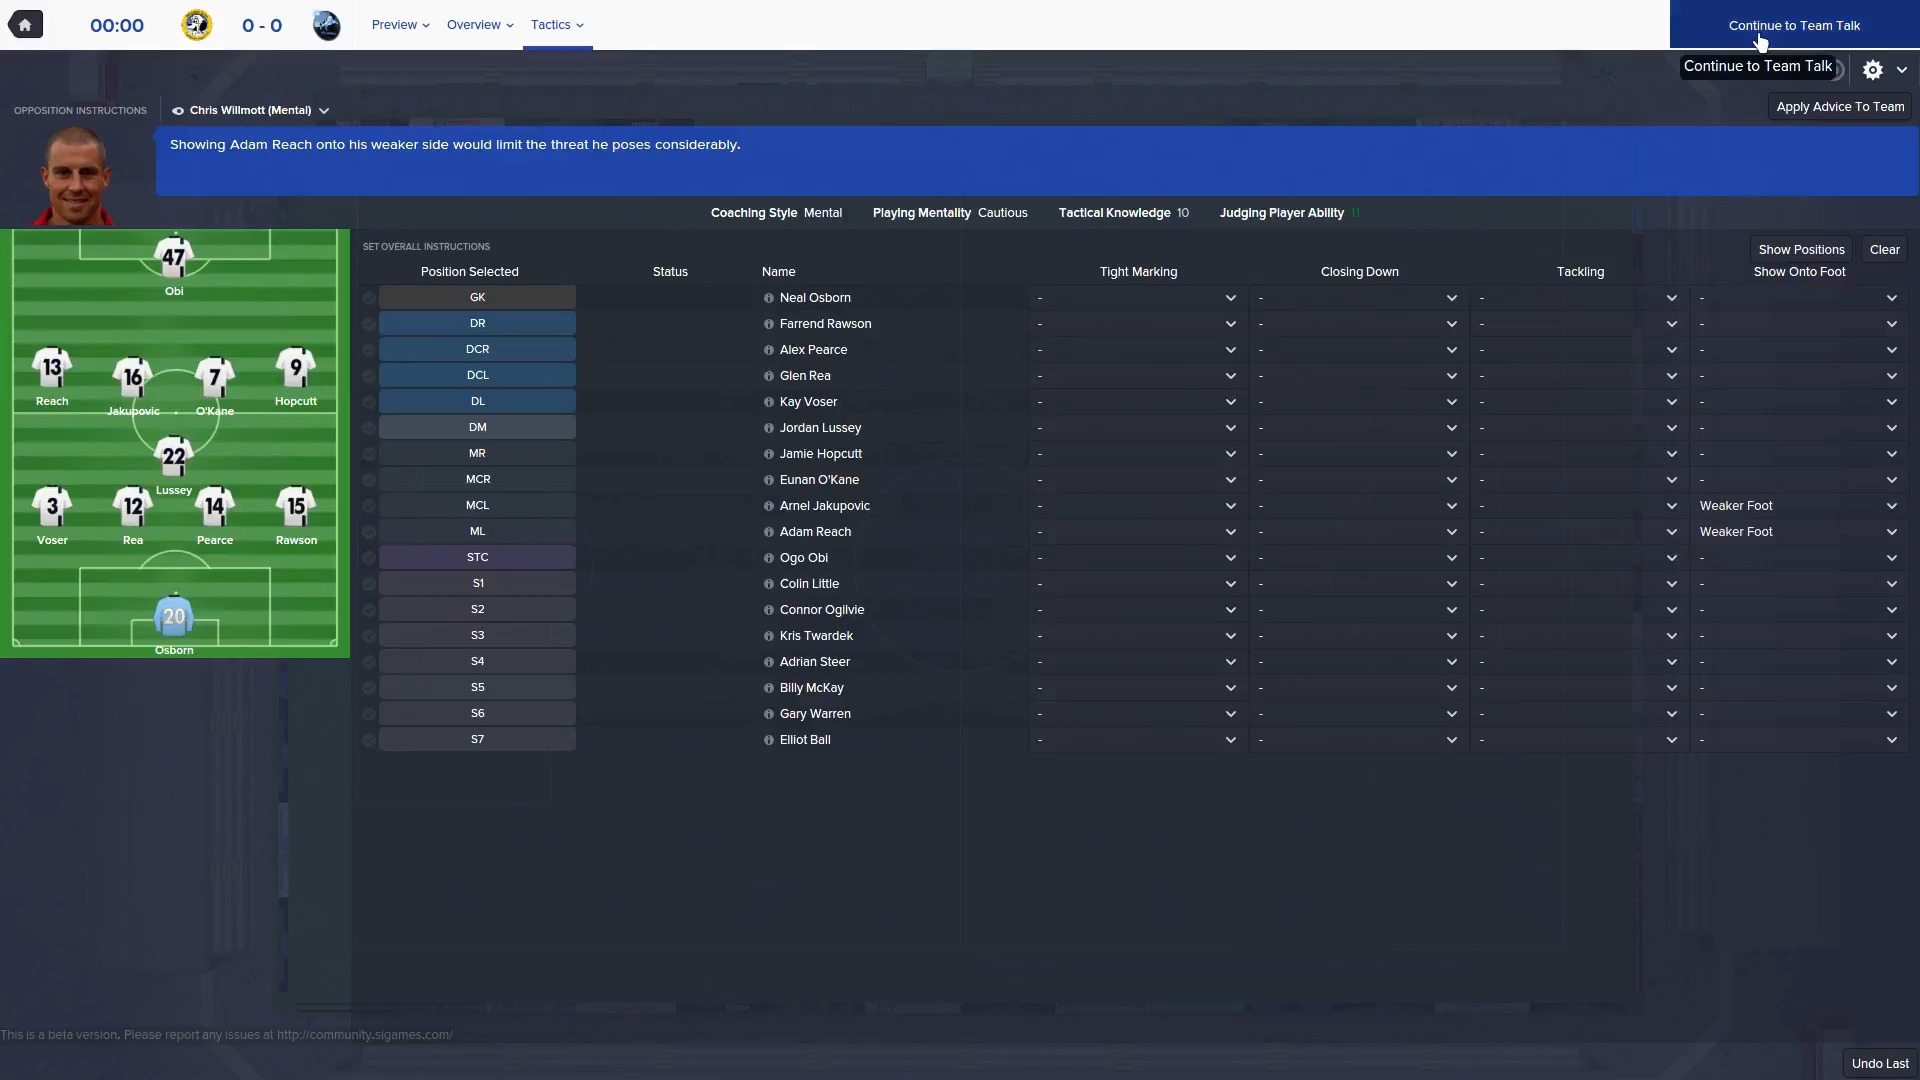 00:00 0 - 0 Preview Overview Tactics Continue to Team Talk
Continue to Team Talk
OPPOSITION INSTRUCTIONS Chris Willmott (Mental) Apply Advice To Team
Showing Adam Reach onto his weaker side would limit the threat he poses considerably.
Coaching Style Mental Playing Mentality Cautious Tactical Knowledge 10 Judging Player Ability 11
47
Obi
13 16 7 9
Reach Jakupovic O'Kane Hopcutt
22
Lussey
3 12 14 15
Voser Rea Pearce Rawson
20
Osborn
SET OVERALL INSTRUCTIONS Show Positions Clear
Position Selected Status Name Tight Marking Closing Down Tackling Show Onto Foot
GK Neal Osborn - - - -
DR Farrend Rawson - - - -
DCR Alex Pearce - - - -
DCL Glen Rea - - - -
DL Kay Voser - - - -
DM Jordan Lussey - - - -
MR Jamie Hopcutt - - - -
MCR Eunan O'Kane - - - -
MCL Arnel Jakupovic - - - Weaker Foot
ML Adam Reach - - - Weaker Foot
STC Ogo Obi - - - -
S1 Colin Little - - - -
S2 Connor Ogilvie - - - -
S3 Kris Twardek - - - -
S4 Adrian Steer - - - -
S5 Billy McKay - - - -
S6 Gary Warren - - - -
S7 Elliot Ball - - - -
This is a beta version. Please report any issues at http://community.sigames.com/
Undo Last